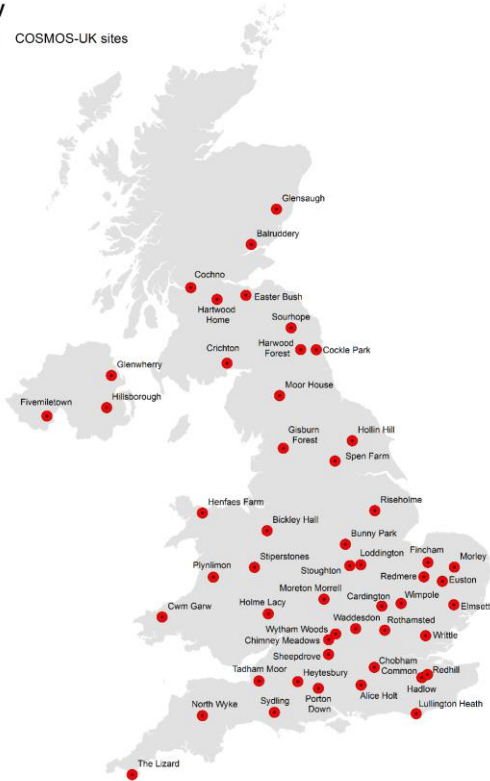 COSMOS-UK sites
Glensaugh
Balruddery
Cochno
Easter Bush
Hartwood
Home
Sourhope
Harwood
Forest
Cockle Park
Crichton
Glenwherry
Moor House
Fivemiletown
Hillsborough
Gisburn
Forest
Hollin Hill
Spen Farm
Henfaes Farm
Riseholme
Bickley Hall
Bunny Park
Loddington
Fincham
Morley
Plynlimon
Stiperstones
Stoughton
Redmere
Euston
Moreton Morrell
Cardington
Wimpole
Elmsett
Cwm Garw
Holme Lacy
Waddesdon
Rothamsted
Wytham Woods
Chimney Meadows
Writtle
Sheepdrove
Chobham
Common
Redhill
Tadham Moor
Heytesbury
Hadlow
Alice Holt
Porton
Down
North Wyke
Sydling
Lullington Heath
The Lizard